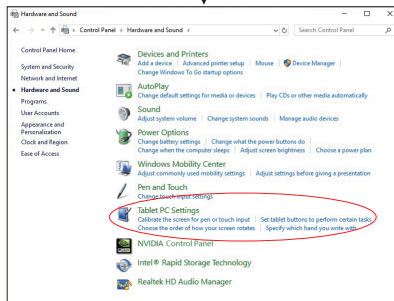 Hardware and Sound
Control Panel > Hardware and Sound >
Search Control Panel
Control Panel Home
System and Security
Network and Internet
Hardware and Sound
Programs
User Accounts
Appearance and
Personalization
Clock and Region
Ease of Access
Devices and Printers
Add a device | Advanced printer setup | Mouse | Device Manager |
Change Windows To Go startup options
AutoPlay
Change default settings for media or devices | Play CDs or other media automatically
Sound
Adjust system volume | Change system sounds | Manage audio devices
Power Options
Change battery settings | Change what the power buttons do |
Change when the computer sleeps | Adjust screen brightness | Choose a power plan
Windows Mobility Center
Adjust commonly used mobility settings | Adjust settings before giving a presentation
Pen and Touch
Change touch input settings
Tablet PC Settings
Calibrate the screen for pen or touch input | Set tablet buttons to perform certain tasks
Choose the order of how your screen rotates | Specify which hand you write with
NVIDIA Control Panel
Intel® Rapid Storage Technology
Realtek HD Audio Manager